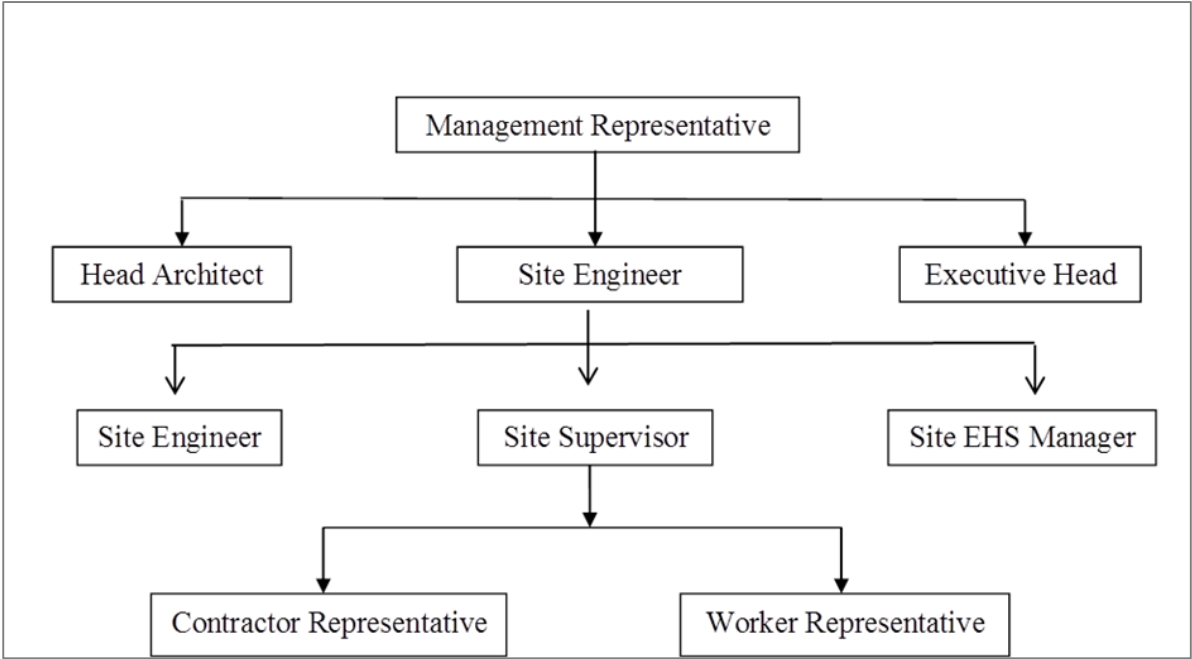 Management Representative
Head Architect
Site Engineer
Executive Head
Site Engineer
Site Supervisor
Site EHS Manager
Contractor Representative
Worker Representative